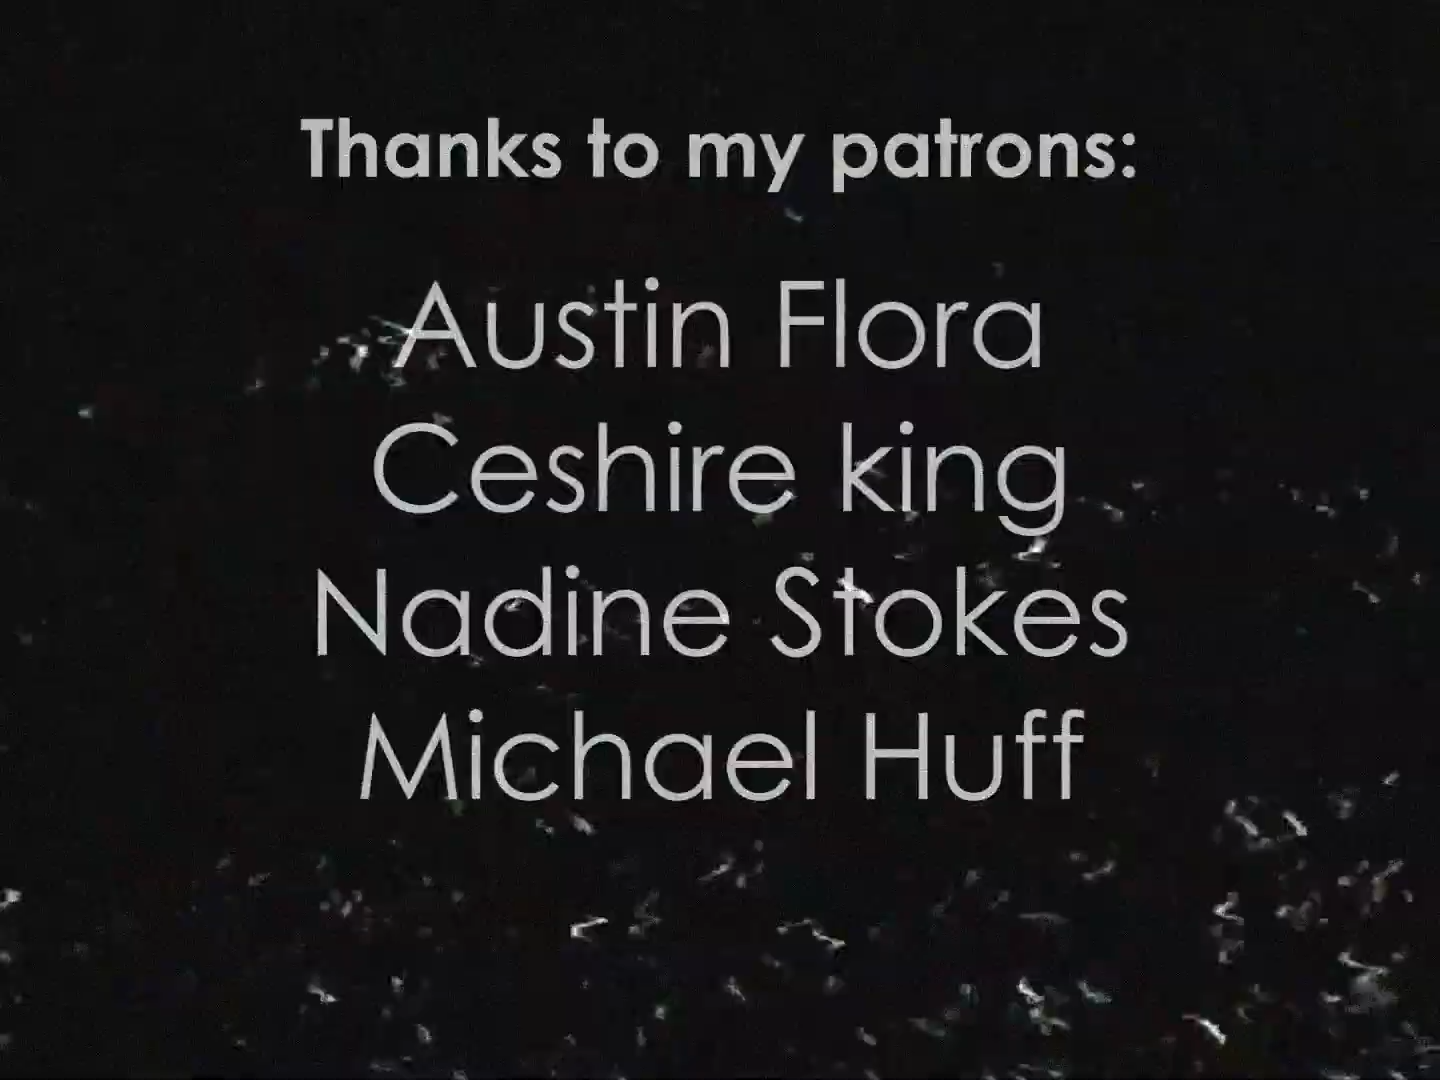 Thanks to my patrons:
Austin Flora
Ceshire king
Nadine Stokes
Michael Huff